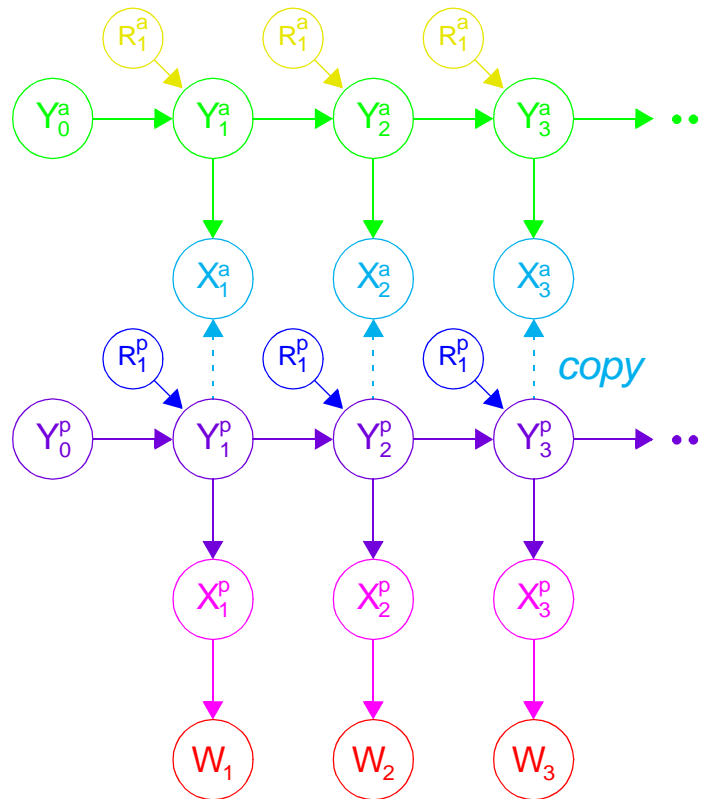 R₁ᵃ R₁ᵃ R₁ᵃ
Y₀ᵃ Y₁ᵃ Y₂ᵃ Y₃ᵃ ••
X₁ᵃ X₂ᵃ X₃ᵃ
R₁ᵖ R₁ᵖ R₁ᵖ copy
Y₀ᵖ Y₁ᵖ Y₂ᵖ Y₃ᵖ ••
X₁ᵖ X₂ᵖ X₃ᵖ
W₁ W₂ W₃